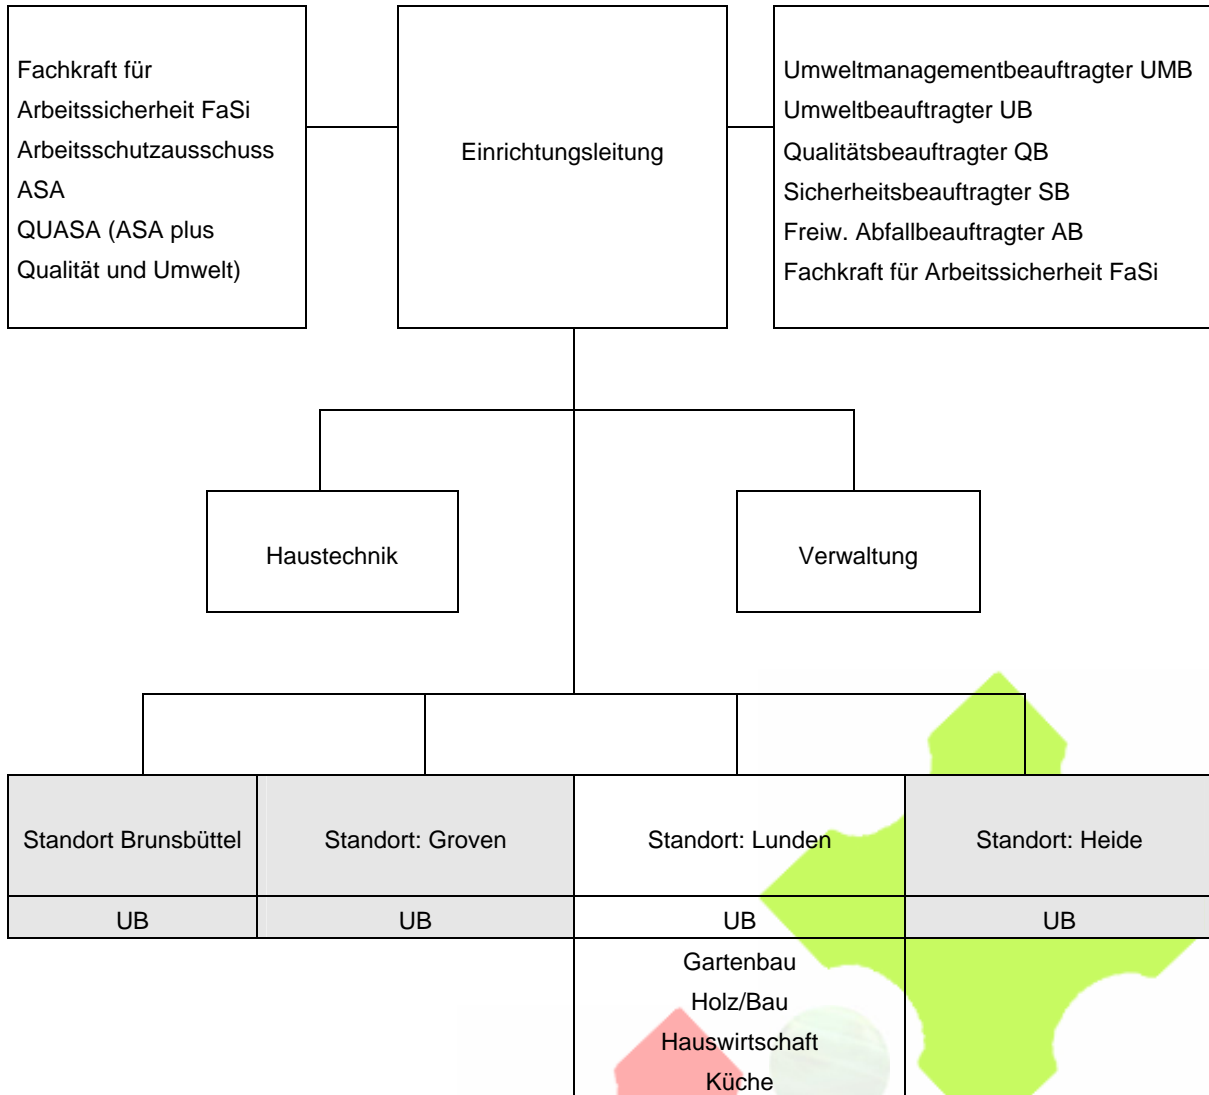 Fachkraft für
Arbeitssicherheit FaSi
Arbeitsschutzausschuss
ASA
QUASA (ASA plus
Qualität und Umwelt)
Einrichtungsleitung
Umweltmanagementbeauftragter UMB
Umweltbeauftragter UB
Qualitätsbeauftragter QB
Sicherheitsbeauftragter SB
Freiw. Abfallbeauftragter AB
Fachkraft für Arbeitssicherheit FaSi
Haustechnik
Verwaltung
Standort Brunsbüttel
Standort: Groven
Standort: Lunden
Standort: Heide
UB
UB
UB
UB
Gartenbau
Holz/Bau
Hauswirtschaft
Küche